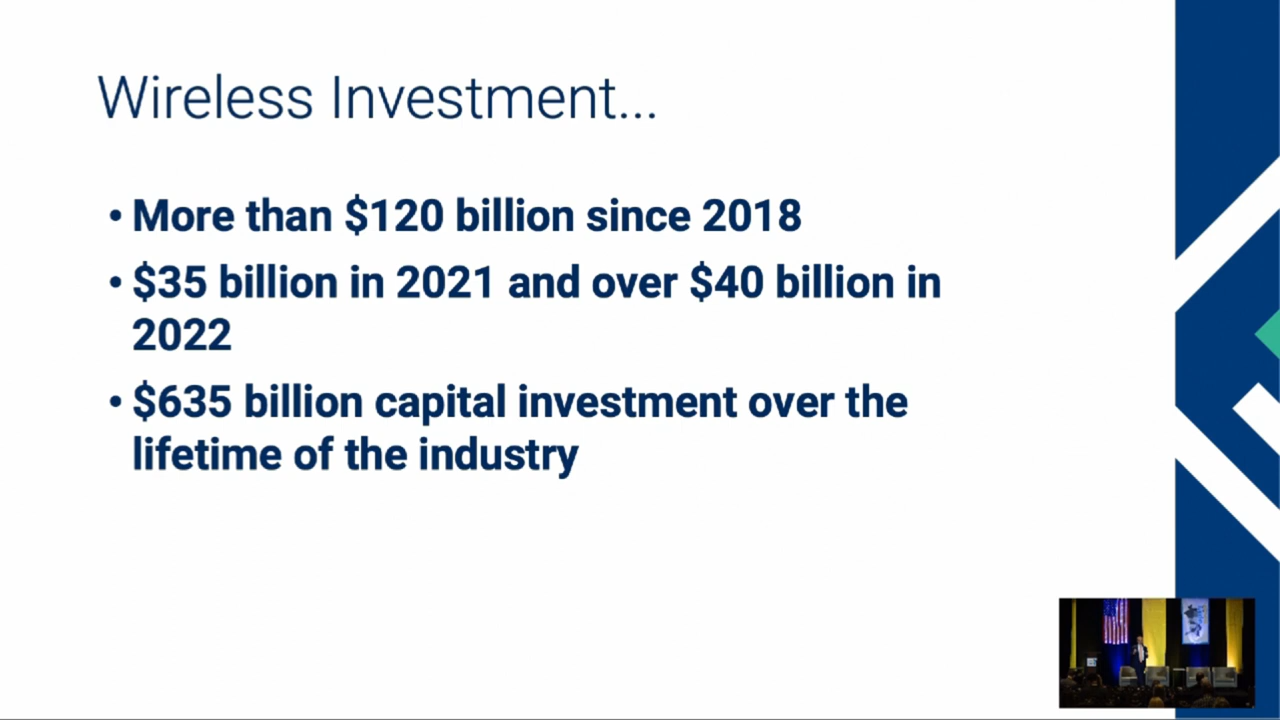 Wireless Investment...
• More than $120 billion since 2018
• $35 billion in 2021 and over $40 billion in
2022
• $635 billion capital investment over the
lifetime of the industry